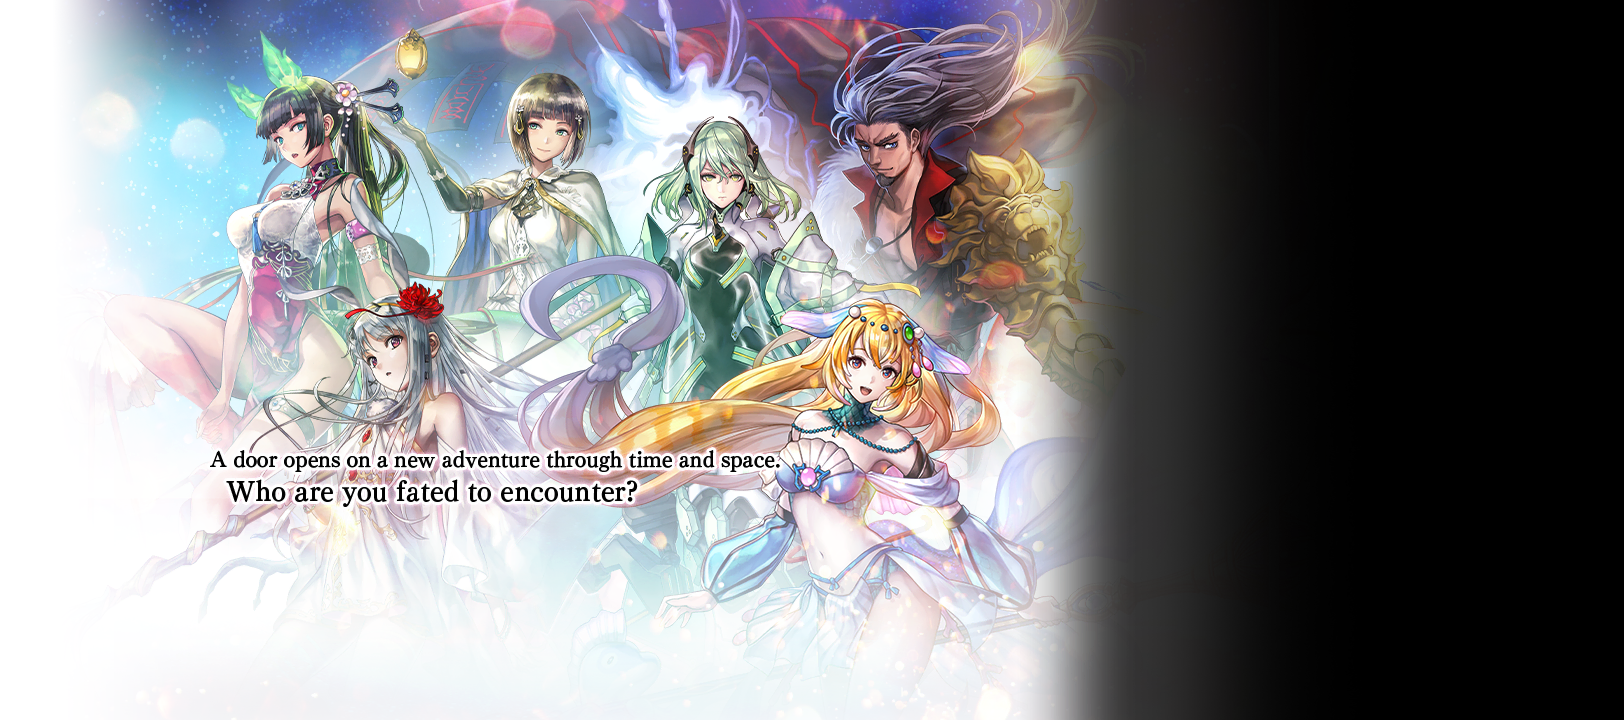 A door opens on a new adventure through time and space.
Who are you fated to encounter?